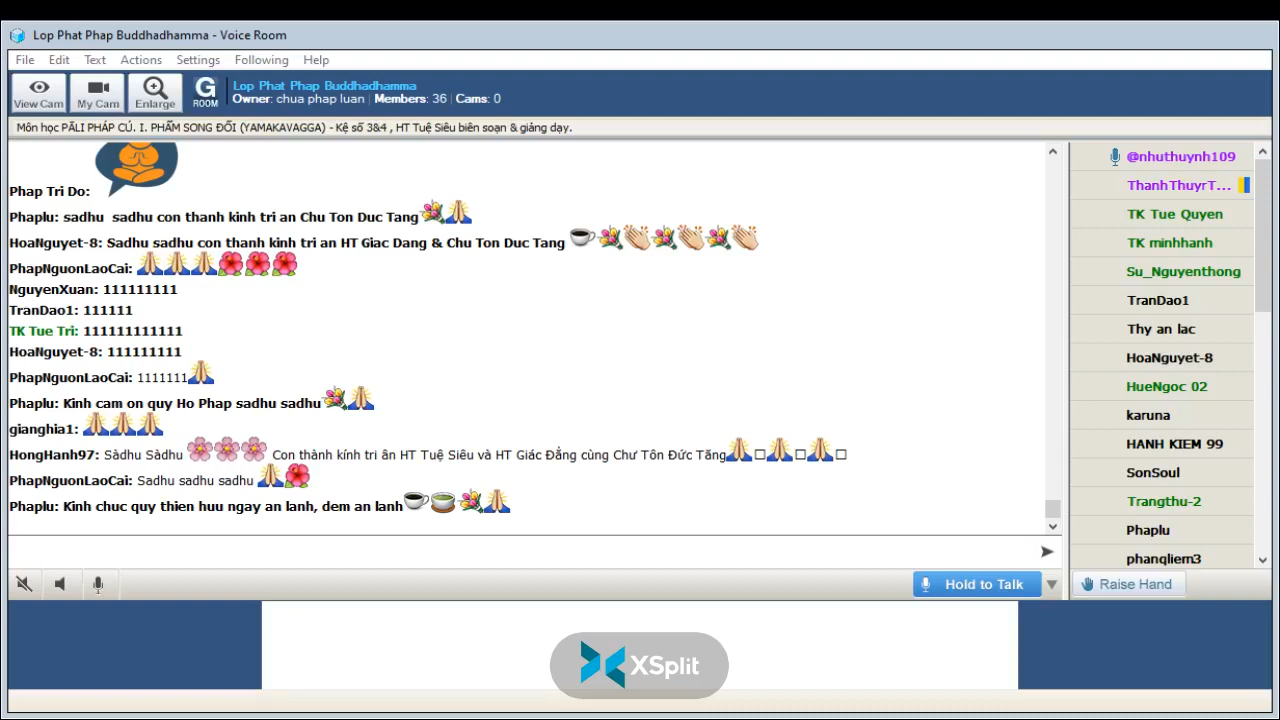 Lop Phat Phap Buddhadhamma - Voice Room
File Edit Text Actions Settings Following Help
View Cam My Cam Enlarge G ROOM
Lop Phat Phap Buddhadhamma
Owner: chua phap luan | Members: 36 | Cams: 0
Môn học PÃLI PHÁP CÚ. I. PHẨM SONG ĐỐI (YAMAKAVAGGA) - Kệ số 3&4 , HT Tuệ Siêu biên soạn & giảng dạy.
Phap Tri Do:
Phaplu: sadhu sadhu con thanh kinh tri an Chu Ton Duc Tang
HoaNguyet-8: Sadhu sadhu con thanh kinh tri an HT Giac Dang & Chu Ton Duc Tang
PhapNguonLaoCai:
NguyenXuan: 111111111
TranDao1: 111111
TK Tue Tri: 111111111111
HoaNguyet-8: 111111111
PhapNguonLaoCai: 1111111
Phaplu: Kinh cam on quy Ho Phap sadhu sadhu
gianghia1:
HongHanh97: Sàdhu Sàdhu Con thành kính tri ân HT Tuệ Siêu và HT Giác Đẳng cùng Chư Tôn Đức Tăng
PhapNguonLaoCai: Sadhu sadhu sadhu
Phaplu: Kinh chuc quy thien huu ngay an lanh, dem an lanh
@nhuthuynh109
ThanhThuyrT...
TK Tue Quyen
TK minhhanh
Su_Nguyenthong
TranDao1
Thy an lac
HoaNguyet-8
HueNgoc 02
karuna
HANH KIEM 99
SonSoul
Trangthu-2
Phaplu
phanqliem3
Hold to Talk
Raise Hand
XSplit